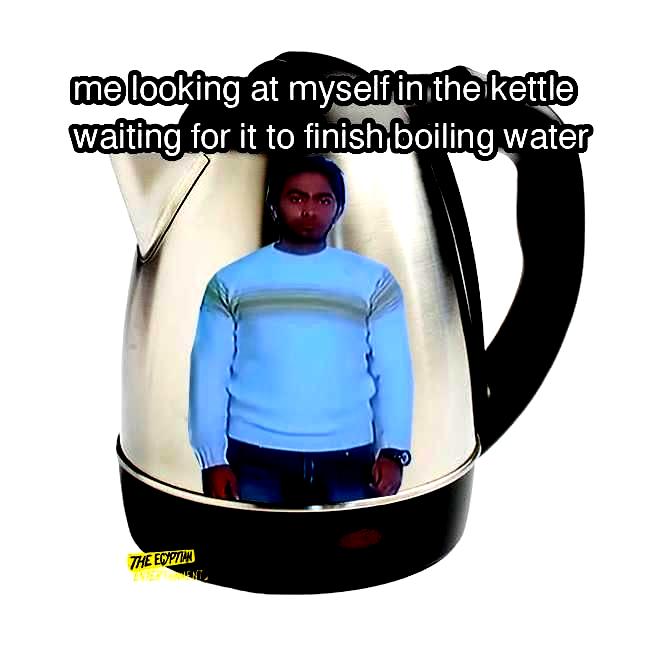 me looking at myself in the kettle
waiting for it to finish boiling water
THE EGYPTIAN